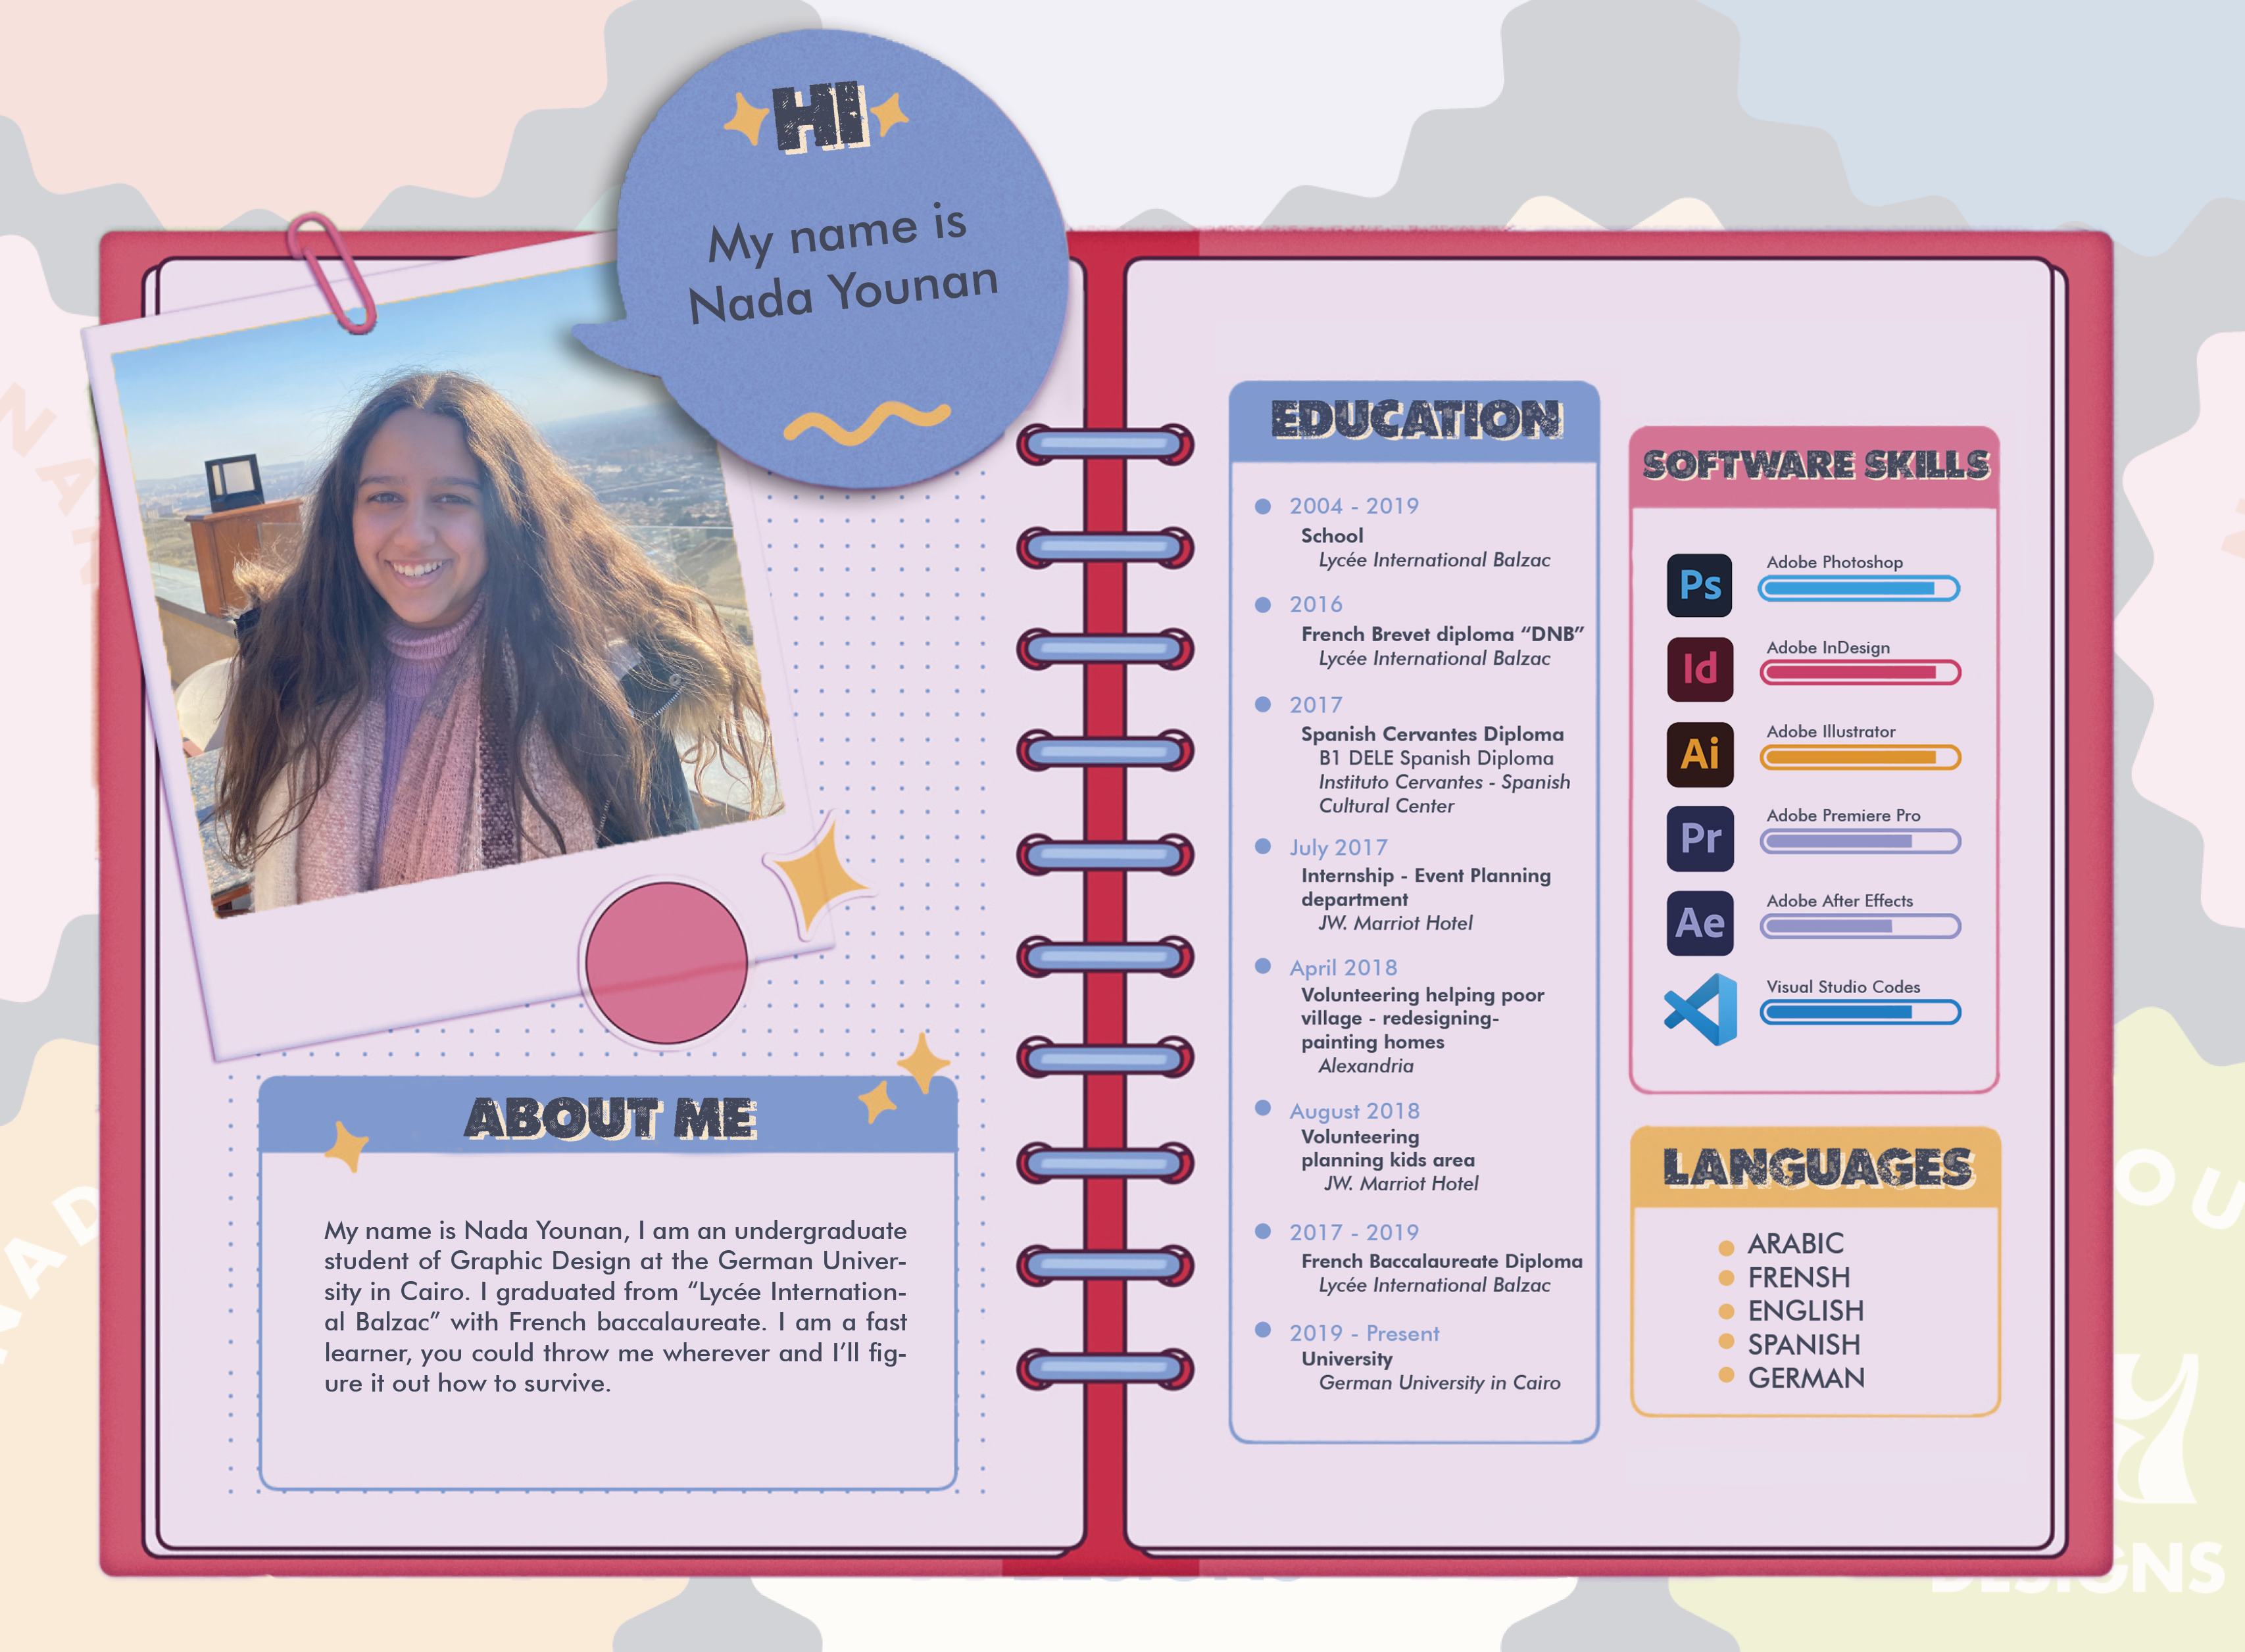 HI
My name is
Nada Younan
ABOUT ME
My name is Nada Younan, I am an undergraduate
student of Graphic Design at the German Univer-
sity in Cairo. I graduated from “Lycée Internation-
al Balzac” with French baccalaureate. I am a fast
learner, you could throw me wherever and I’ll fig-
ure it out how to survive.
EDUCATION
2004 - 2019
School
Lycée International Balzac
2016
French Brevet diploma “DNB”
Lycée International Balzac
2017
Spanish Cervantes Diploma
B1 DELE Spanish Diploma
Instituto Cervantes - Spanish
Cultural Center
July 2017
Internship - Event Planning
department
JW. Marriot Hotel
April 2018
Volunteering helping poor
village - redesigning-
painting homes
Alexandria
August 2018
Volunteering
planning kids area
JW. Marriot Hotel
2017 - 2019
French Baccalaureate Diploma
Lycée International Balzac
2019 - Present
University
German University in Cairo
SOFTWARE SKILLS
Ps
Adobe Photoshop
Id
Adobe InDesign
Ai
Adobe Illustrator
Pr
Adobe Premiere Pro
Ae
Adobe After Effects
Visual Studio Codes
LANGUAGES
ARABIC
FRENSH
ENGLISH
SPANISH
GERMAN
DESIGNS